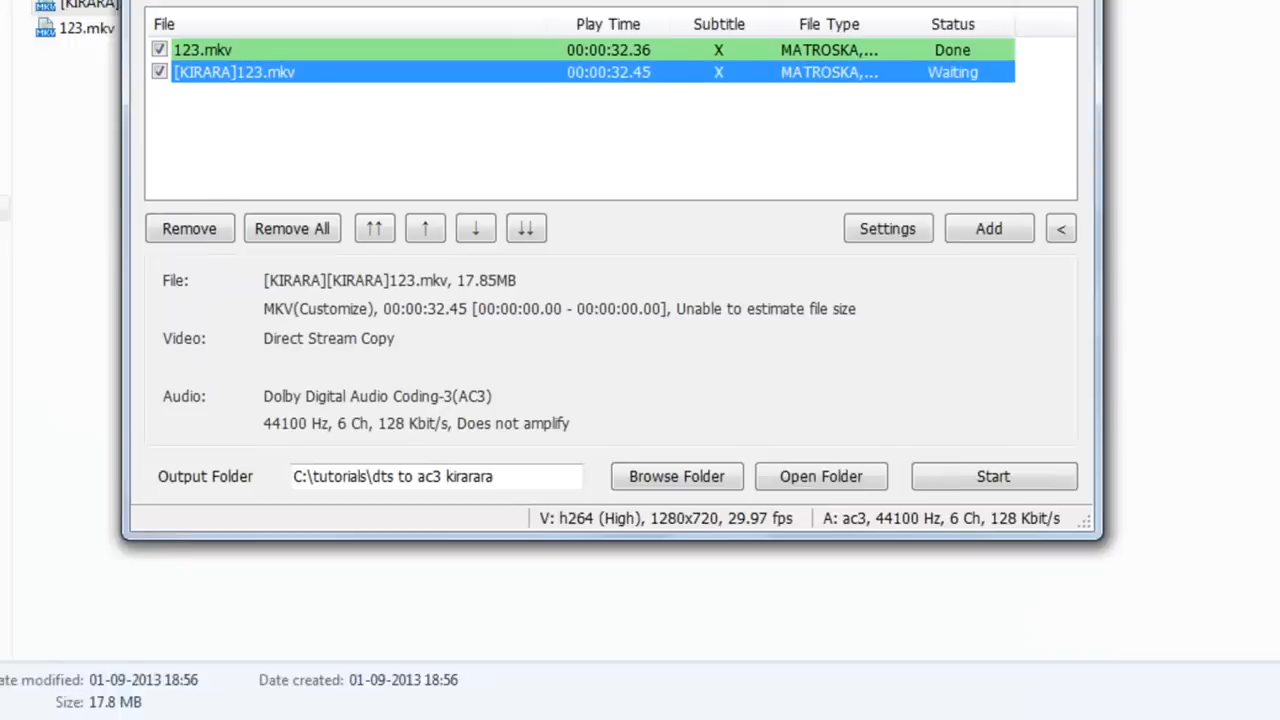 [KIRARA]
123.mkv
File Play Time Subtitle File Type Status
123.mkv 00:00:32.36 X MATROSKA,... Done
[KIRARA]123.mkv 00:00:32.45 X MATROSKA,... Waiting
Remove Remove All ↑↑ ↑ ↓ ↓↓ Settings Add <
File: [KIRARA][KIRARA]123.mkv, 17.85MB
MKV(Customize), 00:00:32.45 [00:00:00.00 - 00:00:00.00], Unable to estimate file size
Video: Direct Stream Copy
Audio: Dolby Digital Audio Coding-3(AC3)
44100 Hz, 6 Ch, 128 Kbit/s, Does not amplify
Output Folder C:\tutorials\dts to ac3 kirarara Browse Folder Open Folder Start
V: h264 (High), 1280x720, 29.97 fps A: ac3, 44100 Hz, 6 Ch, 128 Kbit/s
ate modified: 01-09-2013 18:56 Date created: 01-09-2013 18:56
Size: 17.8 MB